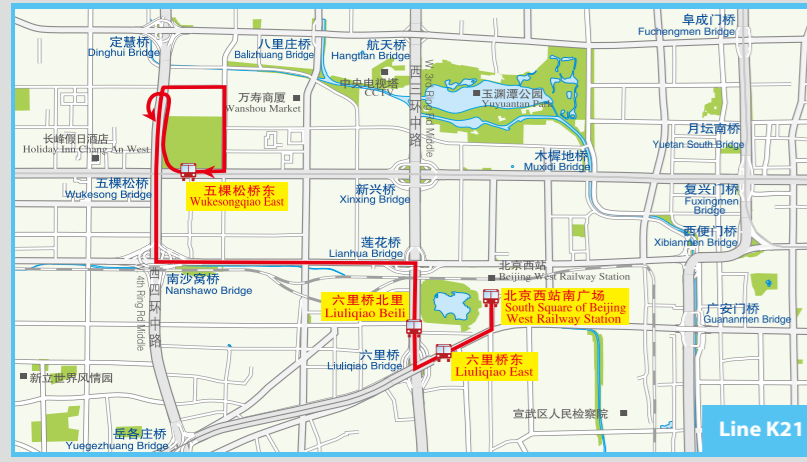 阜成门桥
Fuchengmen Bridge
定慧桥
Dinghui Bridge
八里庄桥
Balizhuang Bridge
航天桥
Hangtian Bridge
西三环中路
W. 3rd Ring Rd Middle
中央电视塔
CCTV
万寿商厦
Wanshou Market
玉渊潭公园
Yuyuantan Park
长峰假日酒店
Holiday Inn Chang An West
月坛南桥
Yuetan South Bridge
木樨地桥
Muxidi Bridge
五棵松桥
Wukesong Bridge
五棵松桥东
Wukesongqiao East
新兴桥
Xinxing Bridge
复兴门桥
Fuxingmen
Bridge
西便门桥
Xibianmen Bridge
莲花桥
Lianhua Bridge
北京西站
Beijing West Railway Station
南沙窝桥
Nanshawo Bridge
西四环中路
W. 4th Ring Rd Middle
六里桥北里
Liuliqiao Beili
北京西站南广场
South Square of Beijing
West Railway Station
广安门桥
Guananmen Bridge
六里桥
Liuliqiao Bridge
六里桥东
Liuliqiao East
新立世界风情园
宣武区人民检察院
岳各庄桥
Yuegezhuang Bridge
Line K21